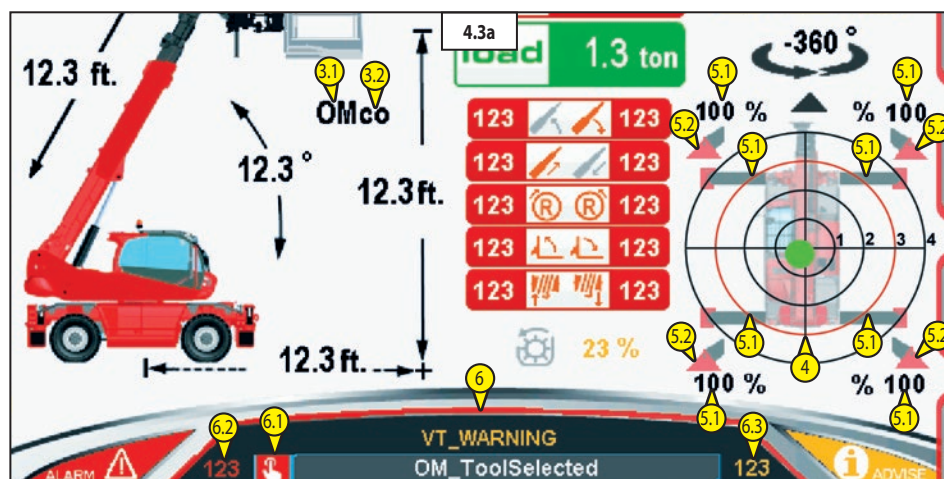 4.3a
load 1.3 ton
-360 °
12.3 ft.
3.1 3.2
OMco
12.3 °
12.3 ft.
12.3 ft.
123 123
123 123
123 R R 123
123 123
123 123
23 %
5.1 5.1
100 % % 100
5.2 5.2
5.1 5.1
1 2 3 4
5.1 5.1
5.2 5.2
4
100 % % 100
5.1 5.1
6
6.2 6.1 6.3
VT_WARNING
ALARM 123 OM_ToolSelected 123 i ADVISE